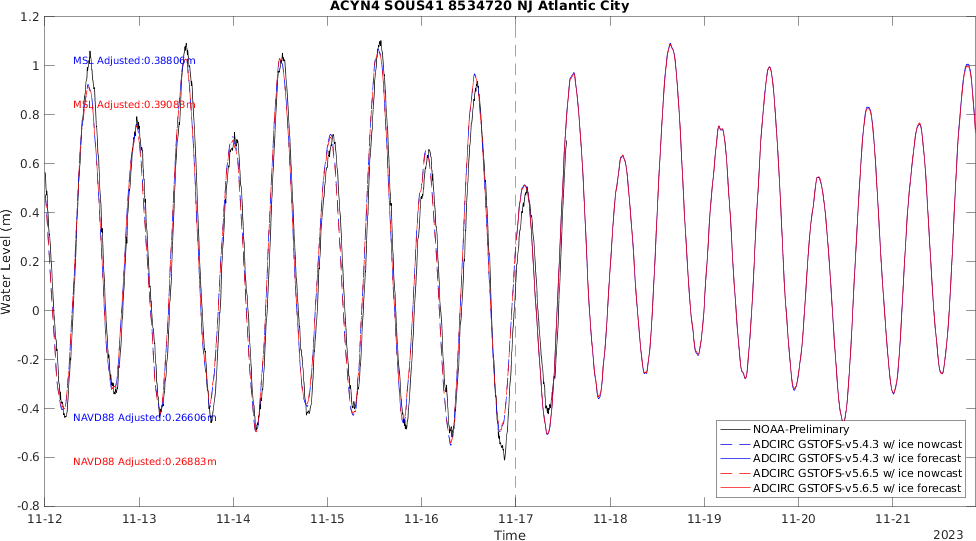 ACYN4 SOUS41 8534720 NJ Atlantic City
1.2
1
0.8
0.6
0.4
0.2
0
-0.2
-0.4
-0.6
-0.8
Water Level (m)
MSL Adjusted:0.38806m
MSL Adjusted:0.39083m
NAVD88 Adjusted:0.26606m
NAVD88 Adjusted:0.26883m
NOAA-Preliminary
ADCIRC GSTOFS-v5.4.3 w/ ice nowcast
ADCIRC GSTOFS-v5.4.3 w/ ice forecast
ADCIRC GSTOFS-v5.6.5 w/ ice nowcast
ADCIRC GSTOFS-v5.6.5 w/ ice forecast
11-12 11-13 11-14 11-15 11-16 11-17 11-18 11-19 11-20 11-21
Time
2023